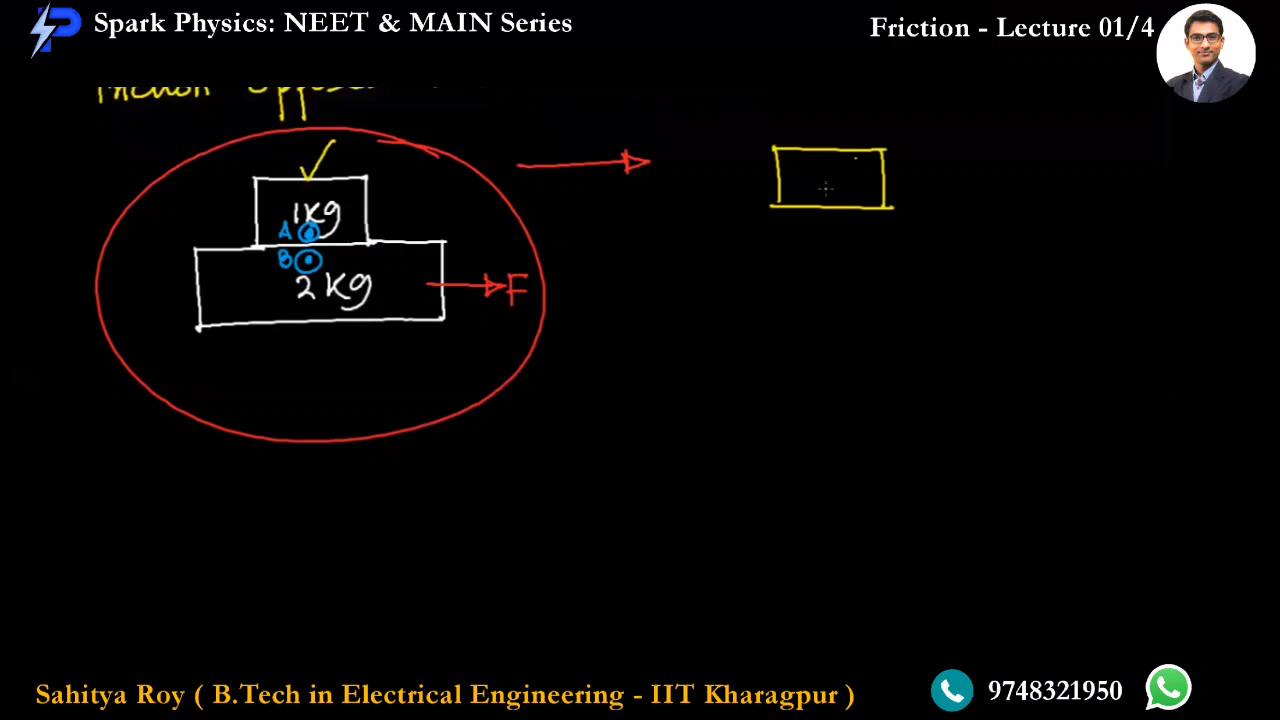 Spark Physics: NEET & MAIN Series
Friction - Lecture 01/4
1Kg
A
B
2Kg
F
Sahitya Roy ( B.Tech in Electrical Engineering - IIT Kharagpur )
9748321950